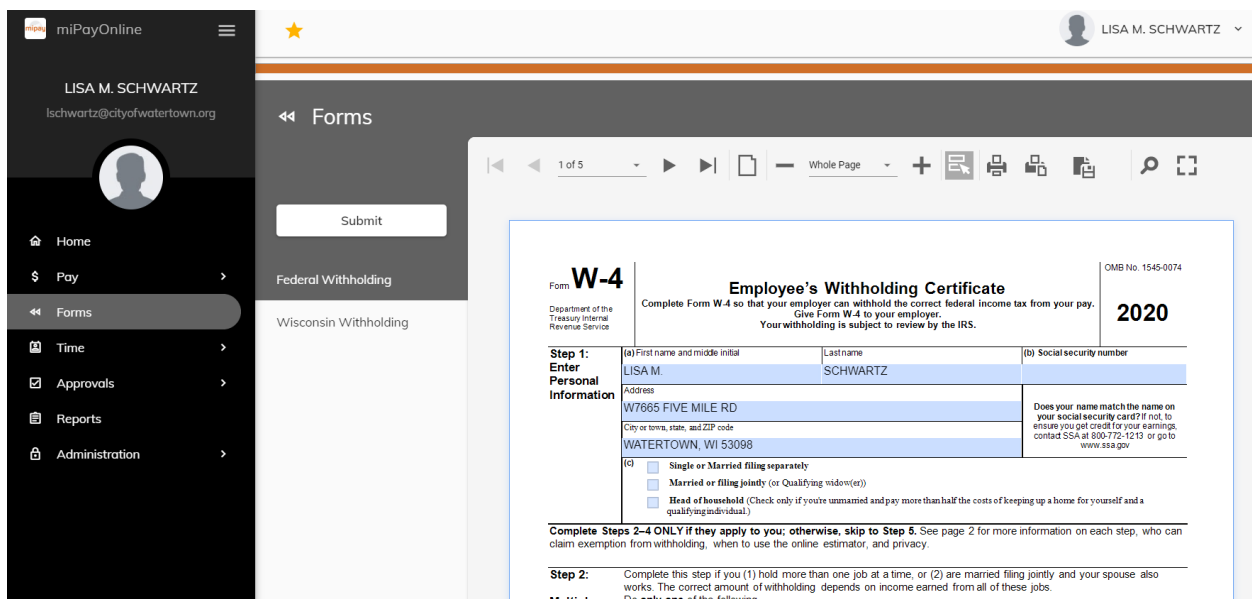 mipay miPayOnline
LISA M. SCHWARTZ
LISA M. SCHWARTZ
lschwartz@cityofwatertown.org
Home
Pay
Forms
Time
Approvals
Reports
Administration
Forms
Submit
Federal Withholding
Wisconsin Withholding
1 of 5
Whole Page
Form W-4
Department of the
Treasury Internal
Revenue Service
Employee's Withholding Certificate
Complete Form W-4 so that your employer can withhold the correct federal income tax from your pay.
Give Form W-4 to your employer.
Your withholding is subject to review by the IRS.
OMB No. 1545-0074
2020
Step 1:
Enter
Personal
Information
(a) First name and middle initial
Last name
(b) Social security number
LISA M.
SCHWARTZ
Address
W7665 FIVE MILE RD
City or town, state, and ZIP code
WATERTOWN, WI 53098
Does your name match the name on
your social security card? If not, to
ensure you get credit for your earnings,
contact SSA at 800-772-1213 or go to
www.ssa.gov
(c)
Single or Married filing separately
Married or filing jointly (or Qualifying widow(er))
Head of household (Check only if you're unmarried and pay more than half the costs of keeping up a home for yourself and a
qualifying individual.)
Complete Steps 2–4 ONLY if they apply to you; otherwise, skip to Step 5. See page 2 for more information on each step, who can
claim exemption from withholding, when to use the online estimator, and privacy.
Step 2:
Complete this step if you (1) hold more than one job at a time, or (2) are married filing jointly and your spouse also
works. The correct amount of withholding depends on income earned from all of these jobs.
Do only one of the following.